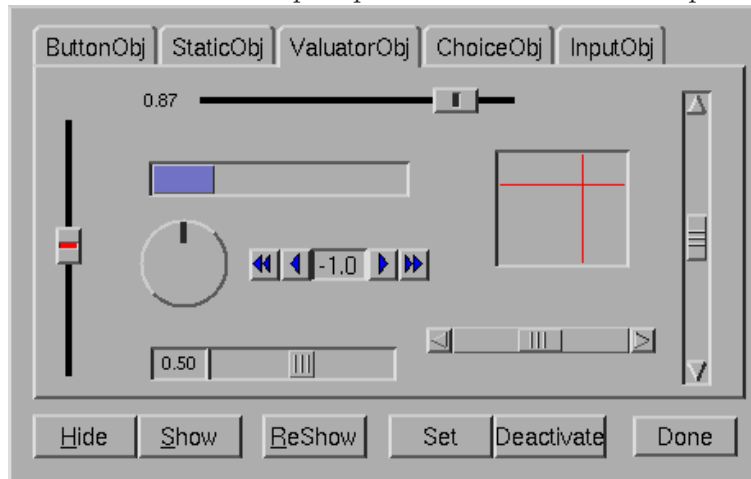 ButtonObj StaticObj ValuatorObj ChoiceObj InputObj
0.87
-1.0
0.50
Hide Show ReShow Set Deactivate Done